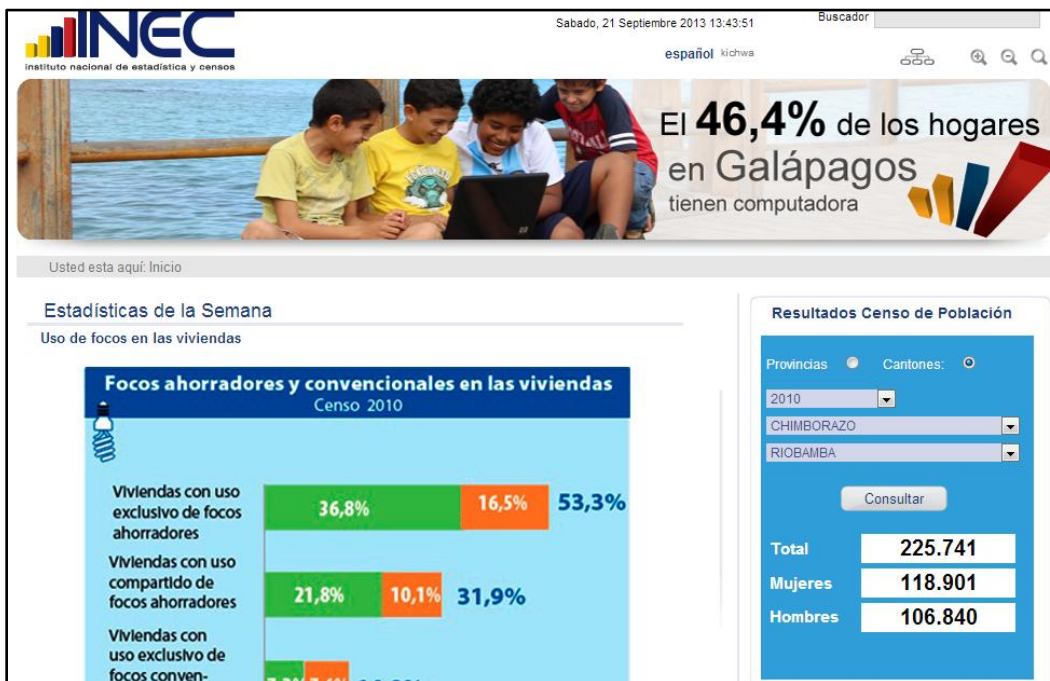 INEC
instituto nacional de estadística y censos
Sabado, 21 Septiembre 2013 13:43:51
Buscador
español kichwa
El 46,4% de los hogares
en Galápagos
tienen computadora
Usted esta aquí: Inicio
Estadísticas de la Semana
Uso de focos en las viviendas
Focos ahorradores y convencionales en las viviendas
Censo 2010
Viviendas con uso
exclusivo de focos
ahorradores
36,8% 16,5% 53,3%
Viviendas con uso
compartido de
focos ahorradores
21,8% 10,1% 31,9%
Viviendas con
uso exclusivo de
focos conven-
Resultados Censo de Población
Provincias Cantones:
2010
CHIMBORAZO
RIOBAMBA
Consultar
Total 225.741
Mujeres 118.901
Hombres 106.840